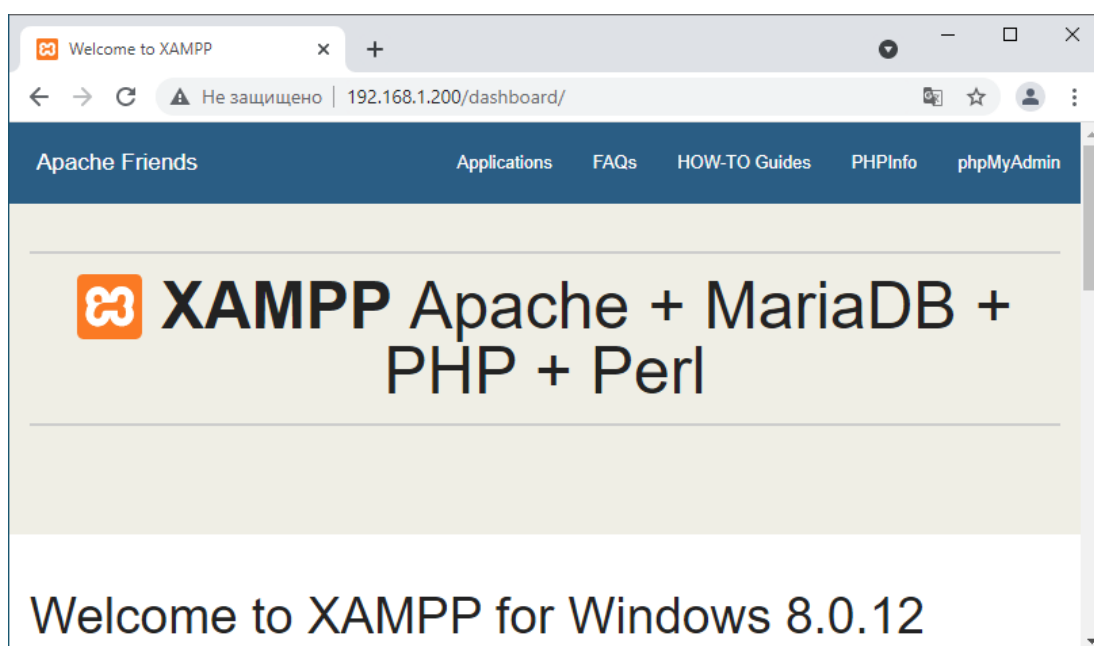 Welcome to XAMPP
Не защищено | 192.168.1.200/dashboard/
Apache Friends Applications FAQs HOW-TO Guides PHPInfo phpMyAdmin
XAMPP Apache + MariaDB +
PHP + Perl
Welcome to XAMPP for Windows 8.0.12